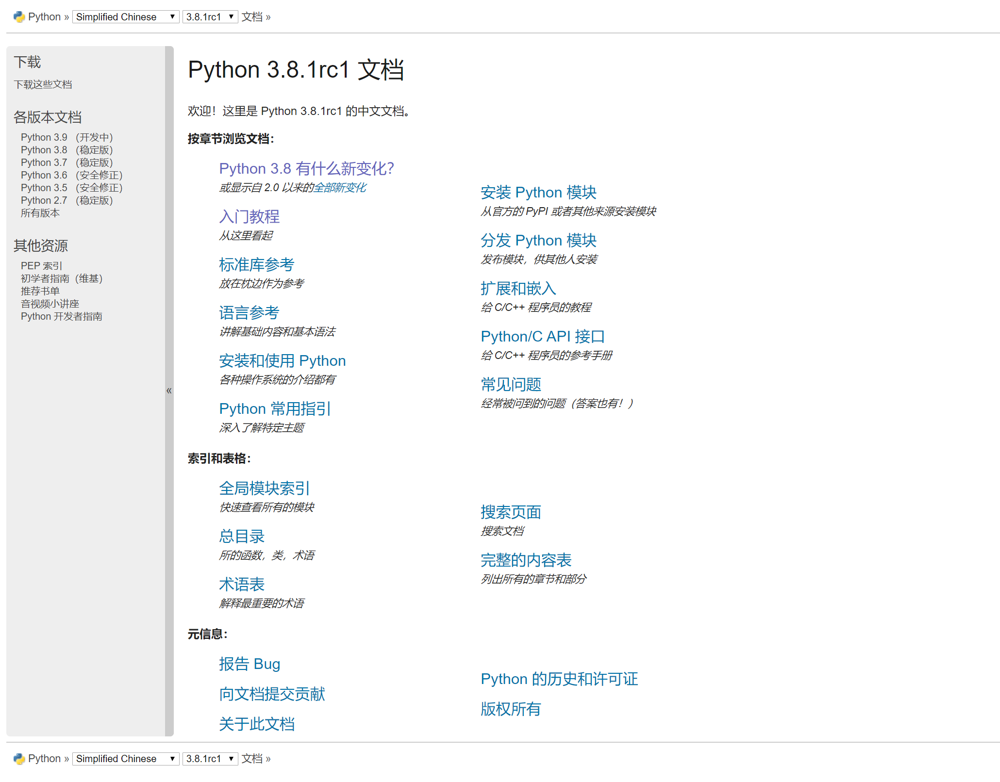 Python » Simplified Chinese 3.8.1rc1 文档 »
下载
下载这些文档
各版本文档
Python 3.9 （开发中）
Python 3.8 （稳定版）
Python 3.7 （稳定版）
Python 3.6 （安全修正）
Python 3.5 （安全修正）
Python 2.7 （稳定版）
所有版本
其他资源
PEP 索引
初学者指南（维基）
推荐书单
音视频小讲座
Python 开发者指南
«
Python 3.8.1rc1 文档
欢迎！这里是 Python 3.8.1rc1 的中文文档。
按章节浏览文档：
Python 3.8 有什么新变化？
或显示自 2.0 以来的全部新变化
入门教程
从这里看起
标准库参考
放在枕边作为参考
语言参考
讲解基础内容和基本语法
安装和使用 Python
各种操作系统的介绍都有
Python 常用指引
深入了解特定主题
安装 Python 模块
从官方的 PyPI 或者其他来源安装模块
分发 Python 模块
发布模块，供其他人安装
扩展和嵌入
给 C/C++ 程序员的教程
Python/C API 接口
给 C/C++ 程序员的参考手册
常见问题
经常被问到的问题（答案也有！）
索引和表格：
全局模块索引
快速查看所有的模块
总目录
所的函数，类，术语
术语表
解释最重要的术语
搜索页面
搜索文档
完整的内容表
列出所有的章节和部分
元信息：
报告 Bug
向文档提交贡献
关于此文档
Python 的历史和许可证
版权所有
Python » Simplified Chinese 3.8.1rc1 文档 »